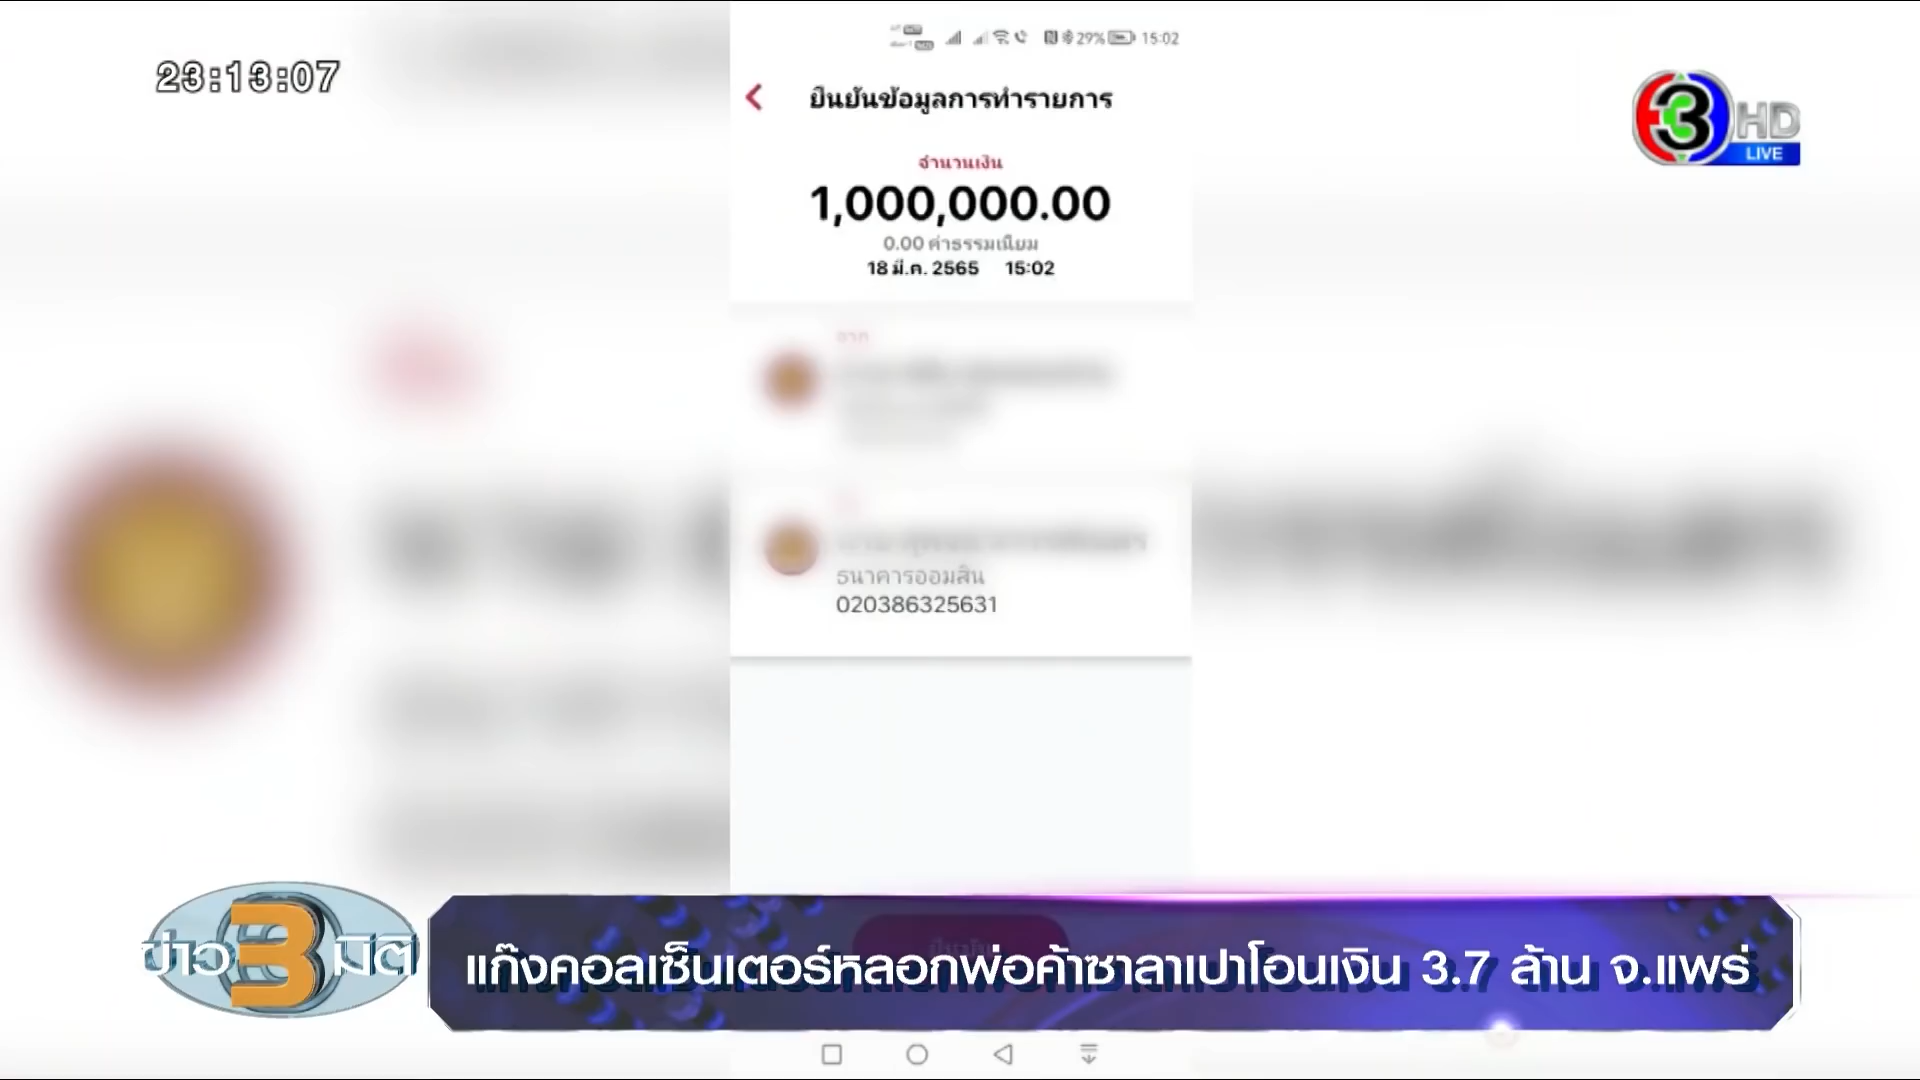 29% 15:02
23:13:07
ยืนยันข้อมูลการทำรายการ
3 HD
LIVE
จำนวนเงิน
1,000,000.00
0.00 ค่าธรรมเนียม
18 มี.ค. 2565 15:02
จาก
ธนาคารออมสิน
020386325631
ข่าว 3 มิติ
แก๊งคอลเซ็นเตอร์หลอกพ่อค้าซาลาเปาโอนเงิน 3.7 ล้าน จ.แพร่